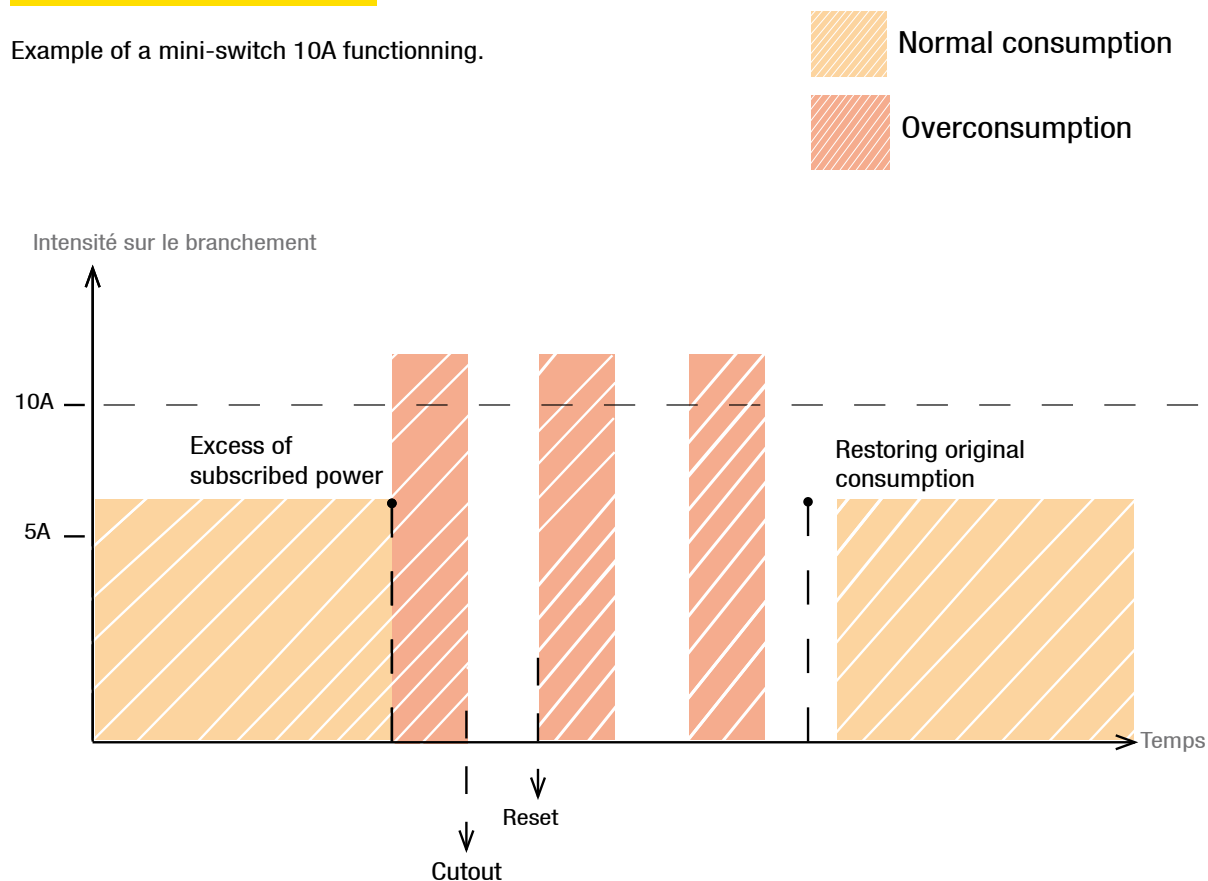 Example of a mini-switch 10A functionning.
Normal consumption
Overconsumption
Intensité sur le branchement
10A
Excess of
subscribed power
Restoring original
consumption
5A
Temps
Reset
Cutout